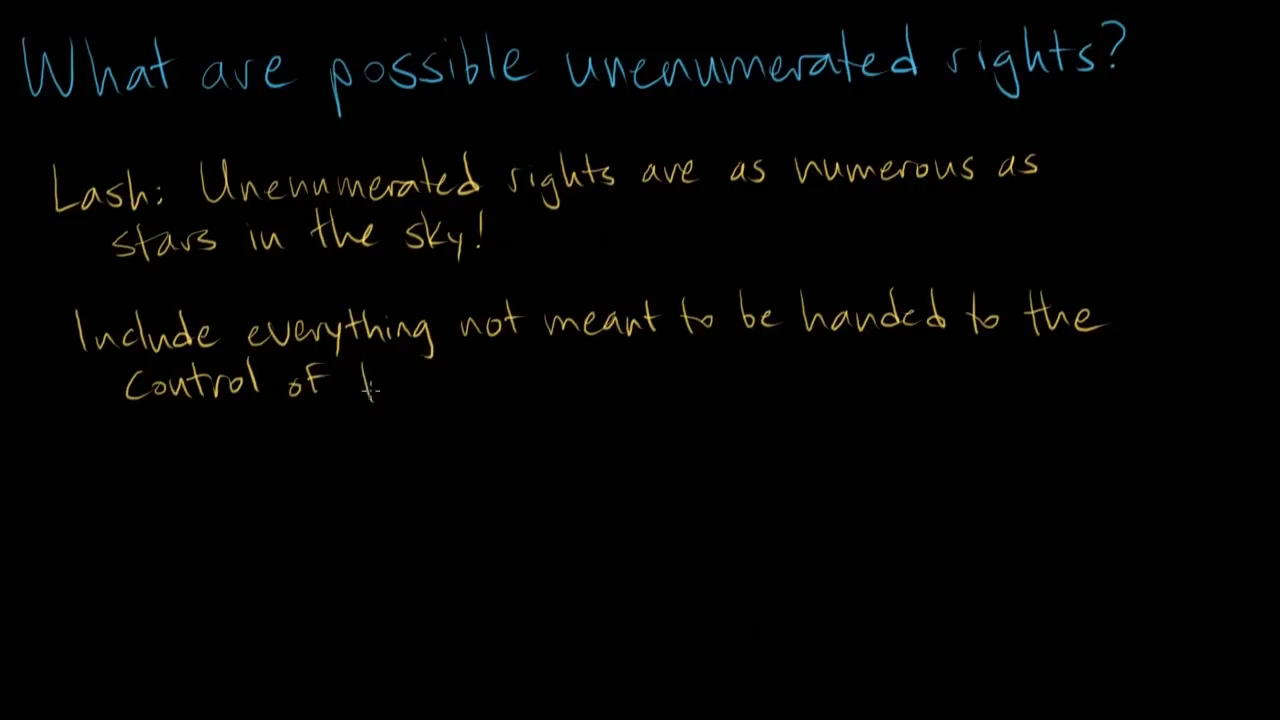 What are possible unenumerated rights?
Lash: Unenumerated rights are as numerous as
stars in the sky!
Include everything not meant to be handed to the
control of